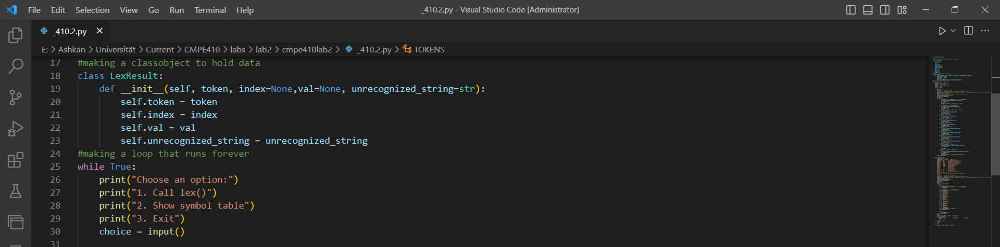 File Edit Selection View Go Run Terminal Help
_410.2.py - Visual Studio Code [Administrator]
_410.2.py
E: > Ashkan > Universität > Current > CMPE410 > labs > lab2 > cmpe410lab2 > _410.2.py > TOKENS
17 #making a classobject to hold data
18 class LexResult:
19 def __init__(self, token, index=None,val=None, unrecognized_string=str):
20 self.token = token
21 self.index = index
22 self.val = val
23 self.unrecognized_string = unrecognized_string
24 #making a loop that runs forever
25 while True:
26 print("Choose an option:")
27 print("1. Call lex()")
28 print("2. Show symbol table")
29 print("3. Exit")
30 choice = input()
31